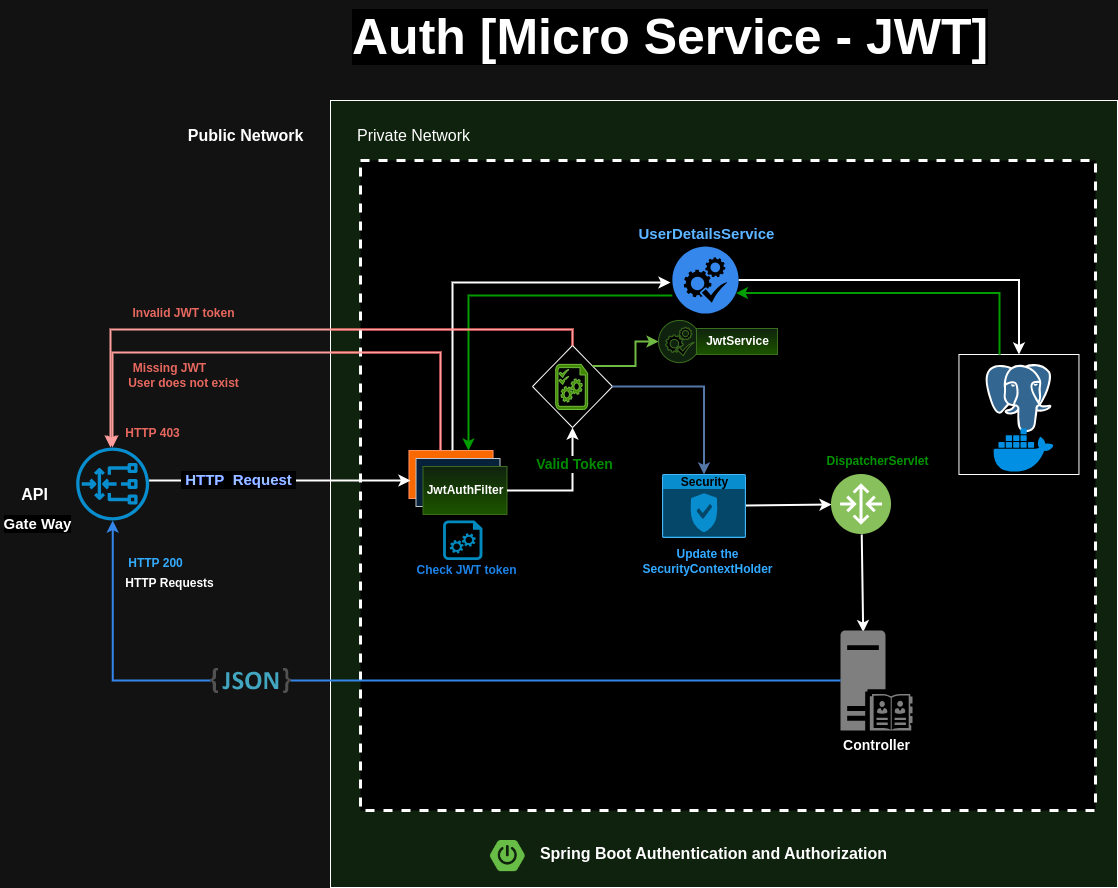 Auth [Micro Service - JWT]
Public Network
Private Network
UserDetailsService
Invalid JWT token
JwtService
Missing JWT
User does not exist
HTTP 403
Valid Token
DispatcherServlet
API
Gate Way
HTTP  Request
JwtAuthFilter
Security
Check JWT token
Update the
SecurityContextHolder
HTTP 200
HTTP Requests
{ JSON }
Controller
Spring Boot Authentication and Authorization